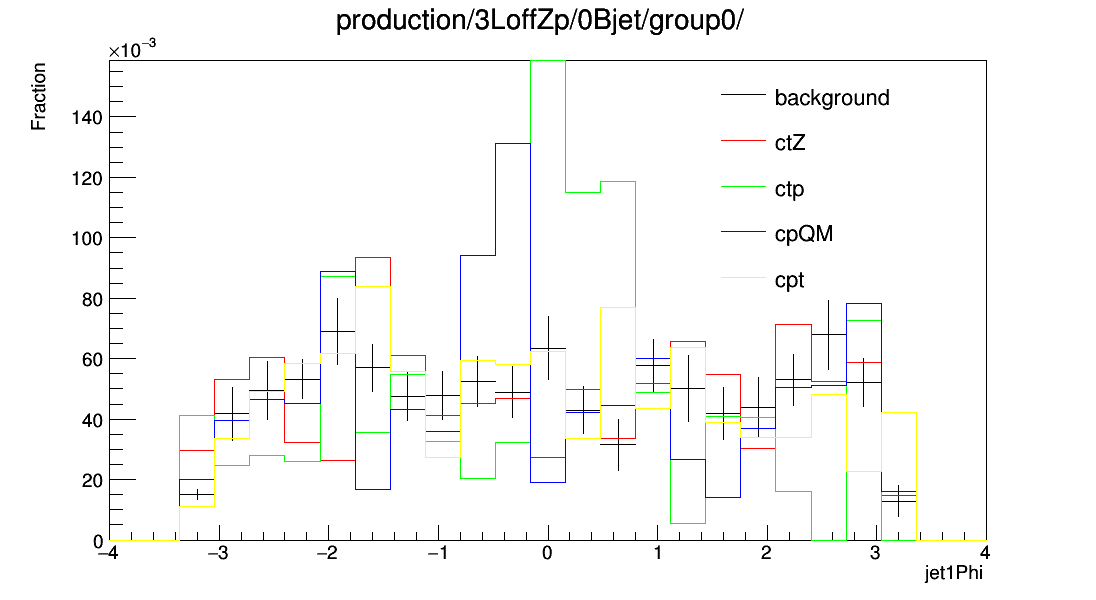 production/3LoffZp/0Bjet/group0/
×10⁻³
Fraction
background
ctZ
ctp
cpQM
cpt
140
120
100
80
60
40
20
0
−4 −3 −2 −1 0 1 2 3 4
jet1Phi